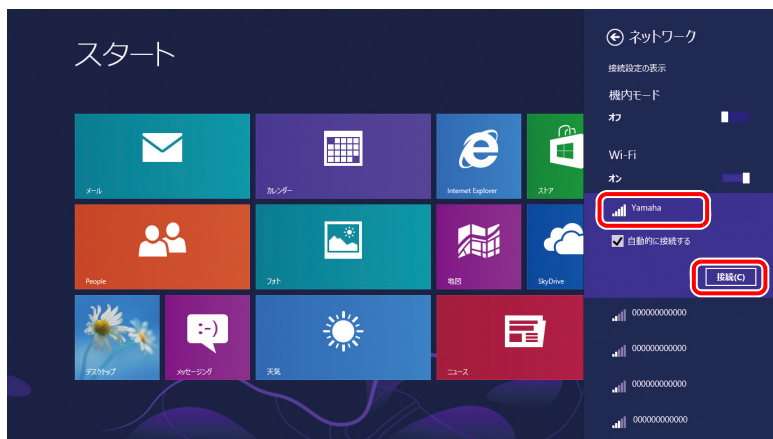 スタート
メール
カレンダー
Internet Explorer
ストア
People
フォト
地図
SkyDrive
デスクトップ
:-)
メッセージング
天気
ニュース
ネットワーク
接続設定の表示
機内モード
オフ
Wi-Fi
オン
Yamaha
自動的に接続する
接続(C)
000000000000
000000000000
000000000000
000000000000